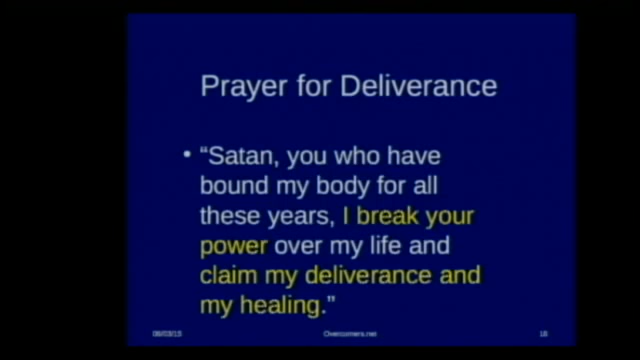 Prayer for Deliverance
• “Satan, you who have
bound my body for all
these years, I break your
power over my life and
claim my deliverance and
my healing.”
Overcomers.net
18